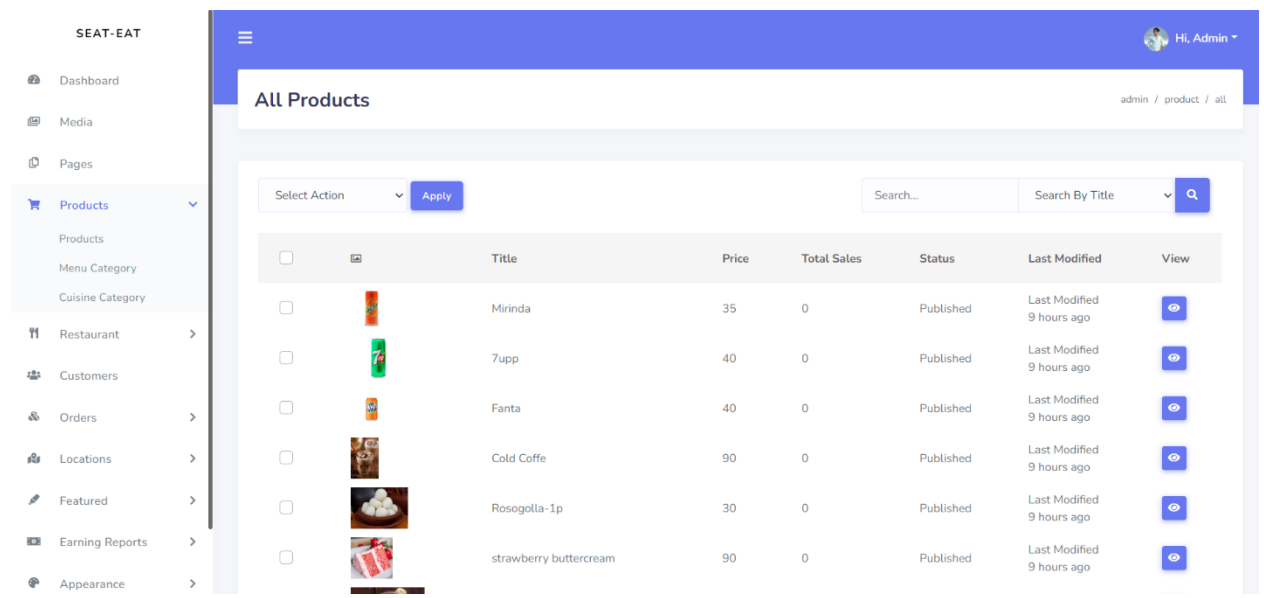 SEAT-EAT
Hi, Admin
Dashboard
Media
Pages
Products
Products
Menu Category
Cuisine Category
Restaurant
Customers
Orders
Locations
Featured
Earning Reports
Appearance
All Products
admin / product / all
Select Action
Apply
Search...
Search By Title
Title Price Total Sales Status Last Modified View
Mirinda 35 0 Published Last Modified
9 hours ago
7upp 40 0 Published Last Modified
9 hours ago
Fanta 40 0 Published Last Modified
9 hours ago
Cold Coffe 90 0 Published Last Modified
9 hours ago
Rosogolla-1p 30 0 Published Last Modified
9 hours ago
strawberry buttercream 90 0 Published Last Modified
9 hours ago